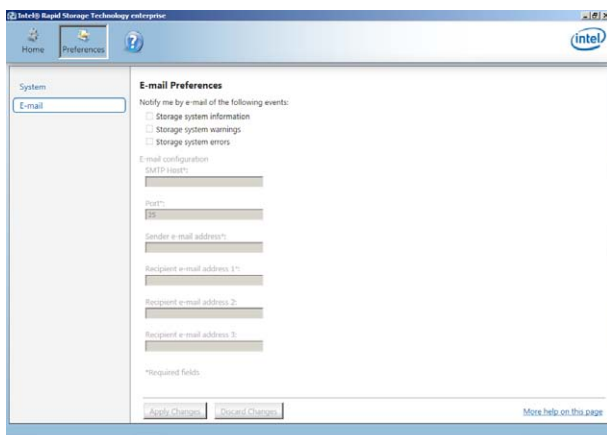 Intel® Rapid Storage Technology enterprise
Home
Preferences
?
intel
System
E-mail
E-mail Preferences
Notify me by e-mail of the following events:
Storage system information
Storage system warnings
Storage system errors
E-mail configuration
SMTP Host*:
Port*:
25
Sender e-mail address*:
Recipient e-mail address 1*:
Recipient e-mail address 2:
Recipient e-mail address 3:
*Required fields
Apply Changes
Discard Changes
More help on this page